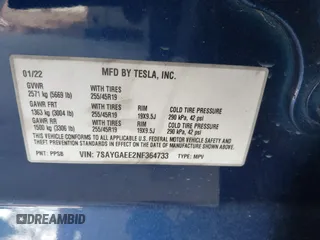 01/22 MFD BY TESLA, INC.
GVWR
2571 kg (5669 lb) WITH TIRES 255/45R19
GAWR FRT WITH TIRES RIM COLD TIRE PRESSURE
1363 kg (3004 lb) 255/45R19 19X9.5J 290 kPa, 42 psi
GAWR RR WITH TIRES RIM COLD TIRE PRESSURE
1500 kg (3306 lb) 255/45R19 19X9.5J 290 kPa, 42 psi
THIS VEHICLE CONFORMS TO ALL APPLICABLE FEDERAL MOTOR VEHICLE SAFETY
AND THEFT PREVENTION STANDARDS IN EFFECT ON THE DATE OF MANUFACTURE
SHOWN ABOVE.
PNT: PPSB VIN: 7SAYGAEE2NF364733 TYPE: MPV
DREAMBID